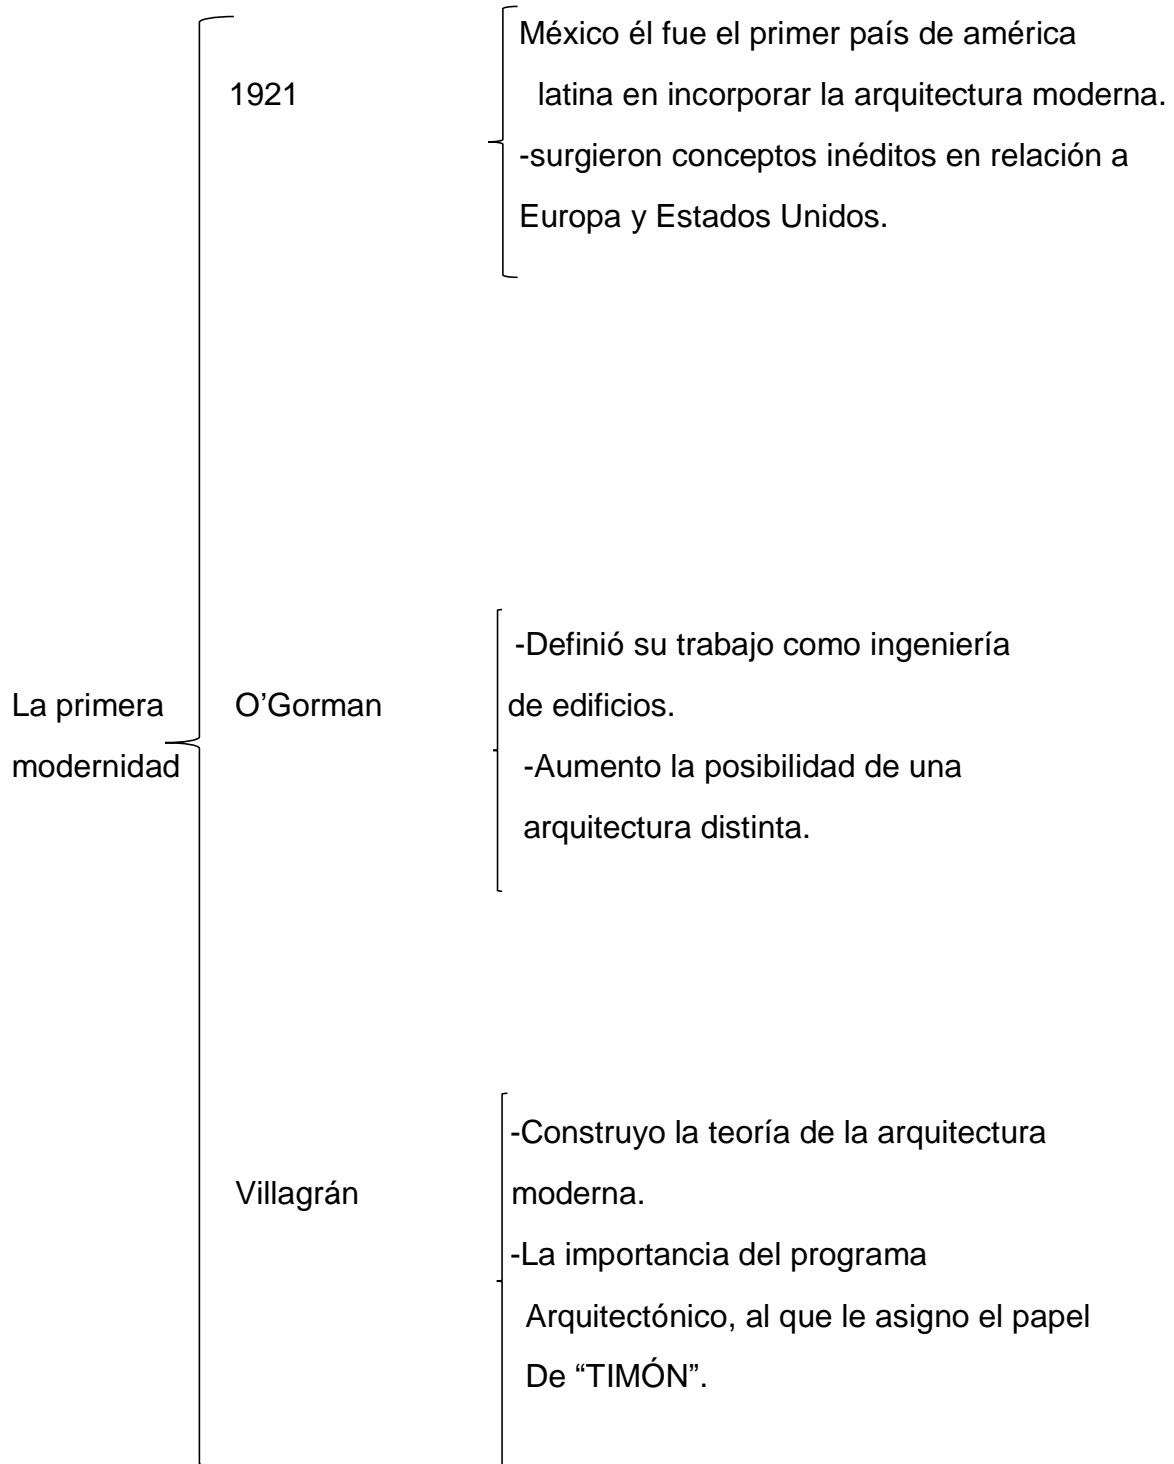 México él fue el primer país de américa
1921
latina en incorporar la arquitectura moderna.
-surgieron conceptos inéditos en relación a
Europa y Estados Unidos.
-Definió su trabajo como ingeniería
La primera
O’Gorman
de edificios.
modernidad
-Aumento la posibilidad de una
arquitectura distinta.
-Construyo la teoría de la arquitectura
Villagrán
moderna.
-La importancia del programa
Arquitectónico, al que le asigno el papel
De “TIMÓN”.